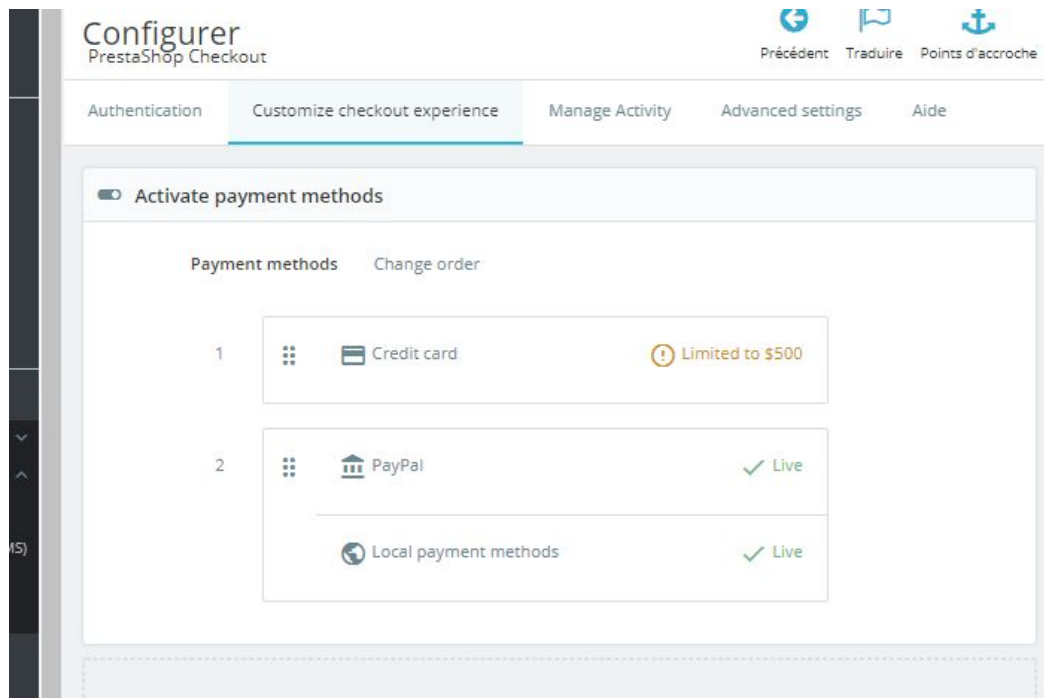 Configurer
PrestaShop Checkout
Précédent Traduire Points d'accroche
Authentication Customize checkout experience Manage Activity Advanced settings Aide
Activate payment methods
Payment methods Change order
1 Credit card Limited to $500
2 PayPal Live
Local payment methods Live